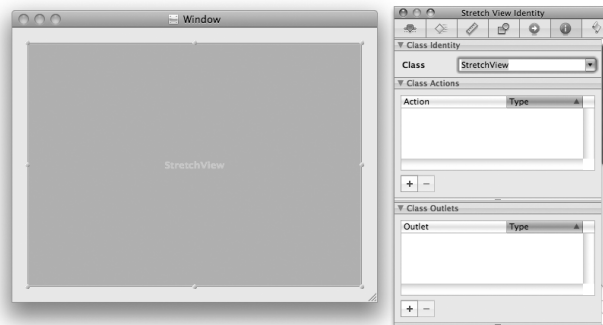 Window
StretchView
Stretch View Identity
Class Identity
Class StretchView
Class Actions
Action Type
+ −
Class Outlets
Outlet Type
+ −